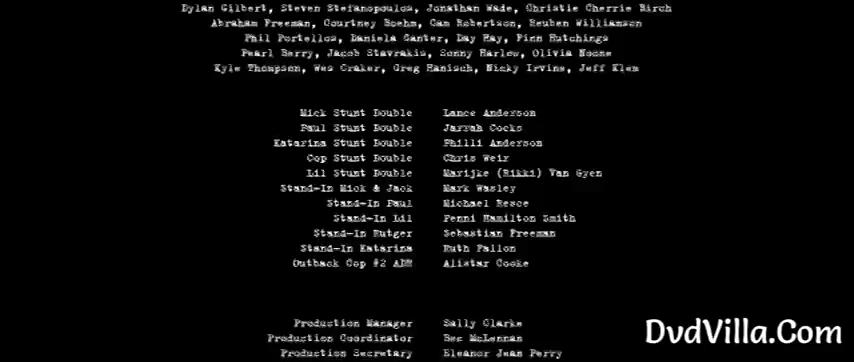 Dylan Gilbert, Steven Stefanopoulos, Jonathan Wade, Christie Cherrie Birch
Abraham Freeman, Courtney Boehm, Cam Robertson, Reuben Williamson
Phil Portellos, Daniela Ganter, Day Hay, Finn Hutchings
Pearl Berry, Jacob Stavrakis, Sonny Harlow, Olivia Noone
Kyle Thompson, Wes Craker, Greg Hanisch, Nicky Irvine, Jeff Klem
Mick Stunt Double Lance Anderson
Paul Stunt Double Jarrah Cocks
Katarina Stunt Double Philli Anderson
Cop Stunt Double Chris Weir
Lil Stunt Double Marijke (Rikki) Van Gyen
Stand-In Mick & Jack Mark Wasley
Stand-In Paul Michael Resce
Stand-In Lil Penni Hamilton Smith
Stand-In Rutger Sebastian Freeman
Stand-In Katarina Ruth Fallon
Outback Cop #2 ADR Alistar Cooke
Production Manager Sally Clarke
Production Coordinator Bec McLennan
Production Secretary Eleanor Jean Perry
DvdVilla.Com